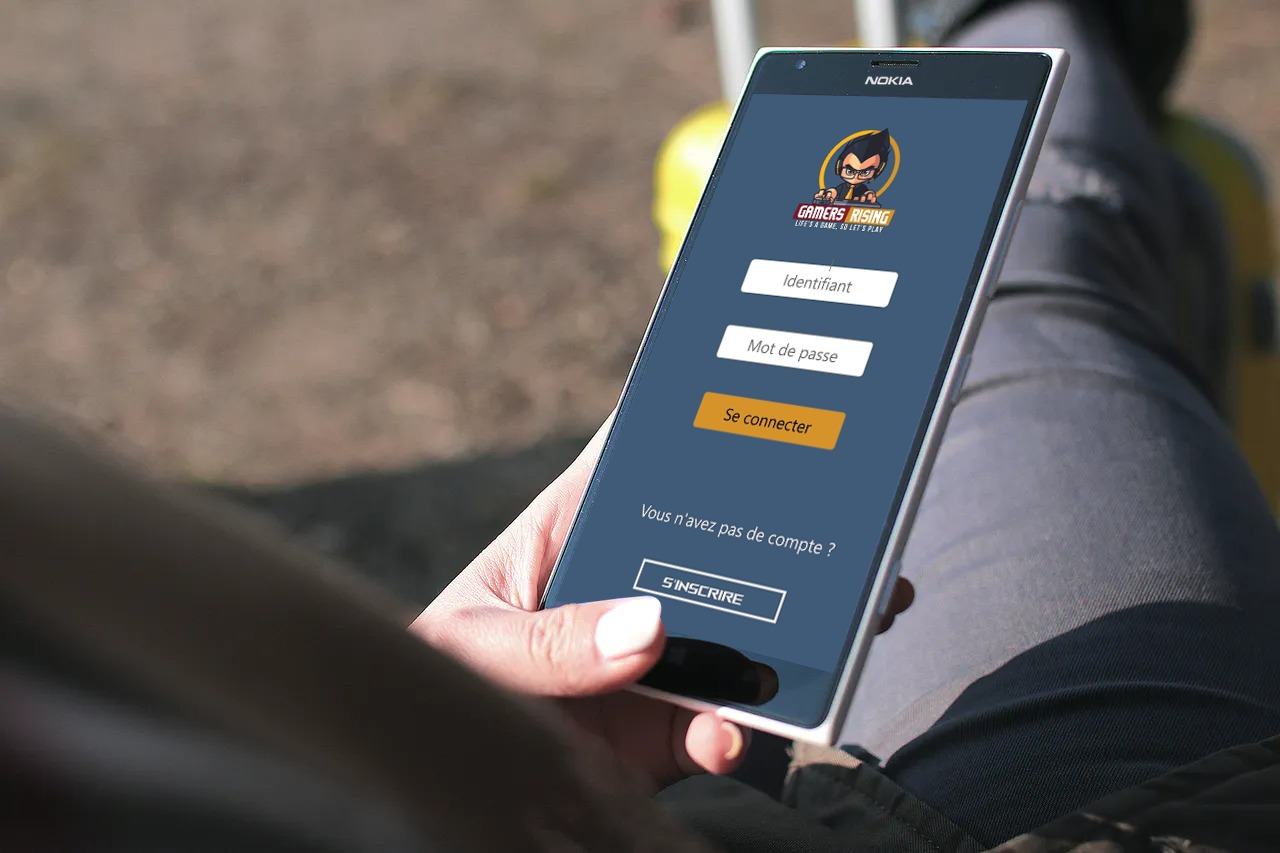 NOKIA
GAMERS RISING
LIFE'S A GAME, SO LET'S PLAY
Identifiant
Mot de passe
Se connecter
Vous n'avez pas de compte ?
S'INSCRIRE